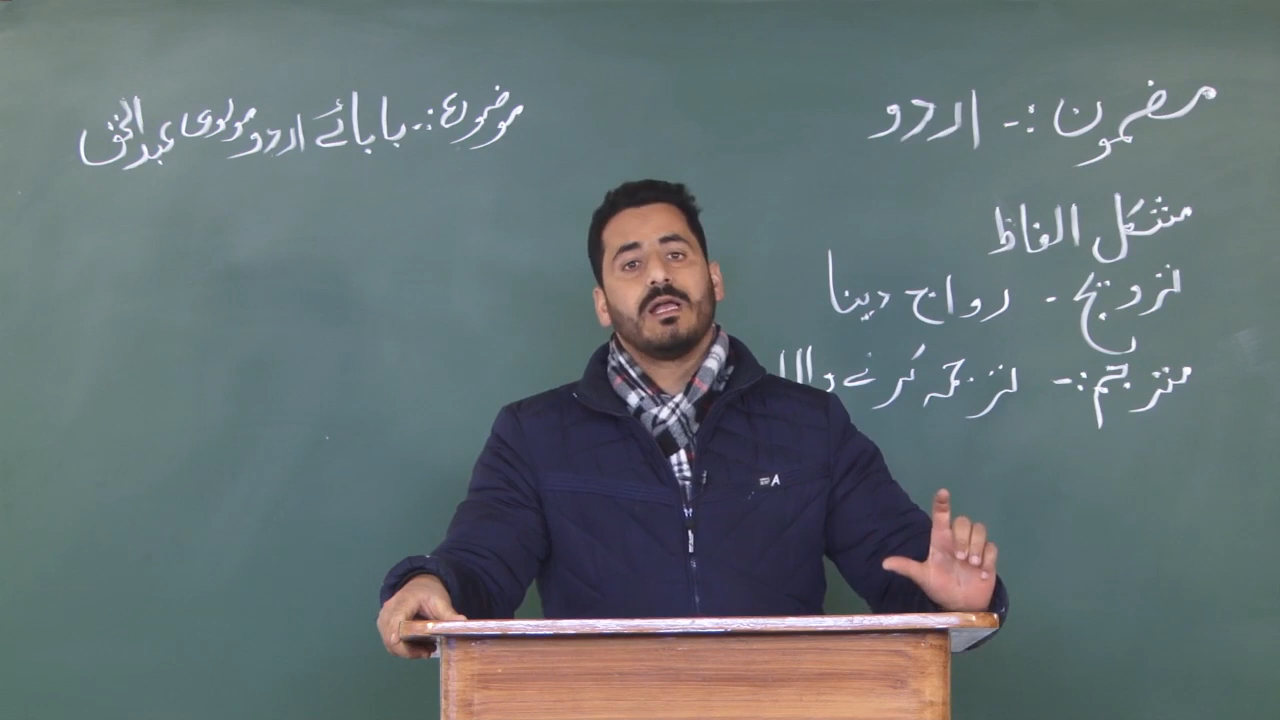 مضمون :- اردو
موضوع :- بابائے اردو مولوی عبدالحق
مشکل الفاظ
ترویج - رواج دینا
مترجم :- ترجمہ کرنے والا
A